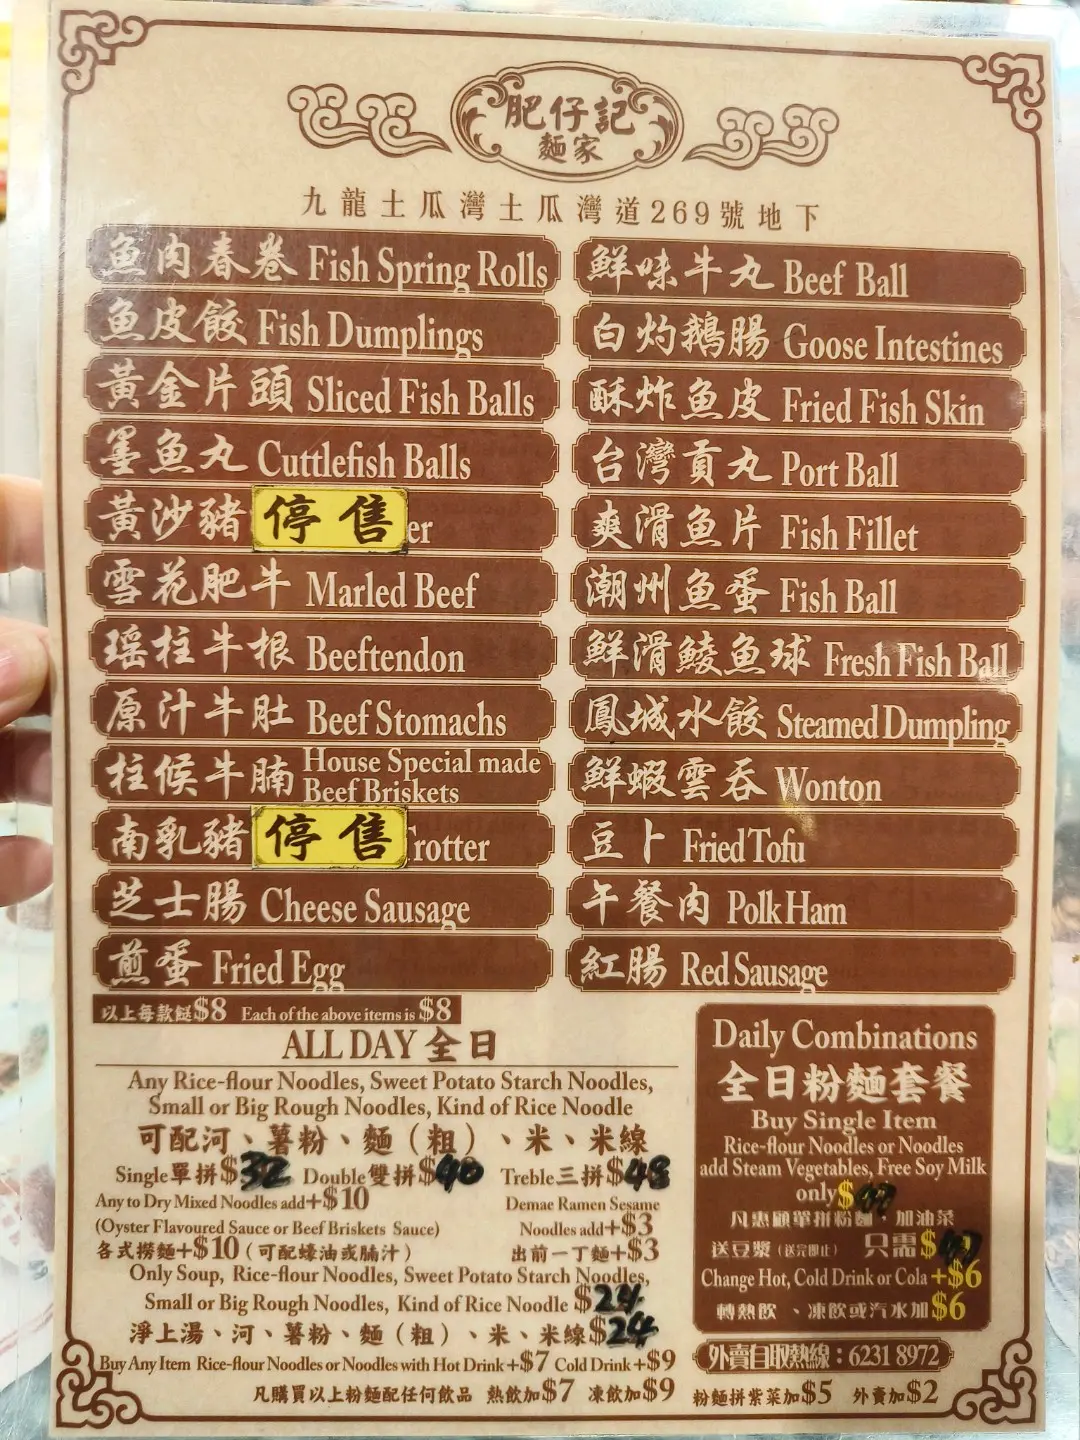 肥仔記
麵家
九龍土瓜灣土瓜灣道269號地下
魚肉春卷 Fish Spring Rolls
魚皮餃 Fish Dumplings
黃金片頭 Sliced Fish Balls
墨魚丸 Cuttlefish Balls
黃沙豬 停售 er
雪花肥牛 Marled Beef
瑶柱牛根 Beeftendon
原汁牛肚 Beef Stomachs
柱候牛腩 House Special made
Beef Briskets
南乳豬 停售 rotter
芝士腸 Cheese Sausage
煎蛋 Fried Egg
鮮味牛丸 Beef Ball
白灼鵝腸 Goose Intestines
酥炸魚皮 Fried Fish Skin
台灣貢丸 Port Ball
爽滑魚片 Fish Fillet
潮州魚蛋 Fish Ball
鮮滑鯪魚球 Fresh Fish Ball
鳳城水餃 Steamed Dumpling
鮮蝦雲吞 Wonton
豆卜 Fried Tofu
午餐肉 Polk Ham
紅腸 Red Sausage
以上每款餸$8 Each of the above items is $8
ALL DAY 全日
Any Rice-flour Noodles, Sweet Potato Starch Noodles,
Small or Big Rough Noodles, Kind of Rice Noodle
可配河、薯粉、麵（粗）、米、米線
Single單拼$32 Double雙拼$40 Treble三拼$48
Any to Dry Mixed Noodles add+$10
(Oyster Flavoured Sauce or Beef Briskets Sauce)
各式撈麵+$10（可配蠔油或腩汁）
Demae Ramen Sesame
Noodles add+$3
出前一丁麵+$3
Only Soup, Rice-flour Noodles, Sweet Potato Starch Noodles,
Small or Big Rough Noodles, Kind of Rice Noodle $24
淨上湯、河、薯粉、麵（粗）、米、米線$24
Buy Any Item Rice-flour Noodles or Noodles with Hot Drink+$7 Cold Drink+$9
凡購買以上粉麵配任何飲品 熱飲加$7 凍飲加$9
Daily Combinations
全日粉麵套餐
Buy Single Item
Rice-flour Noodles or Noodles
add Steam Vegetables, Free Soy Milk
only$
凡惠顧單拼粉麵，加油菜
送豆漿（送完即止） 只需$
Change Hot, Cold Drink or Cola +$6
轉熱飲、凍飲或汽水加$6
外賣自取熱線：6231 8972
粉麵拼紫菜加$5 外賣加$2